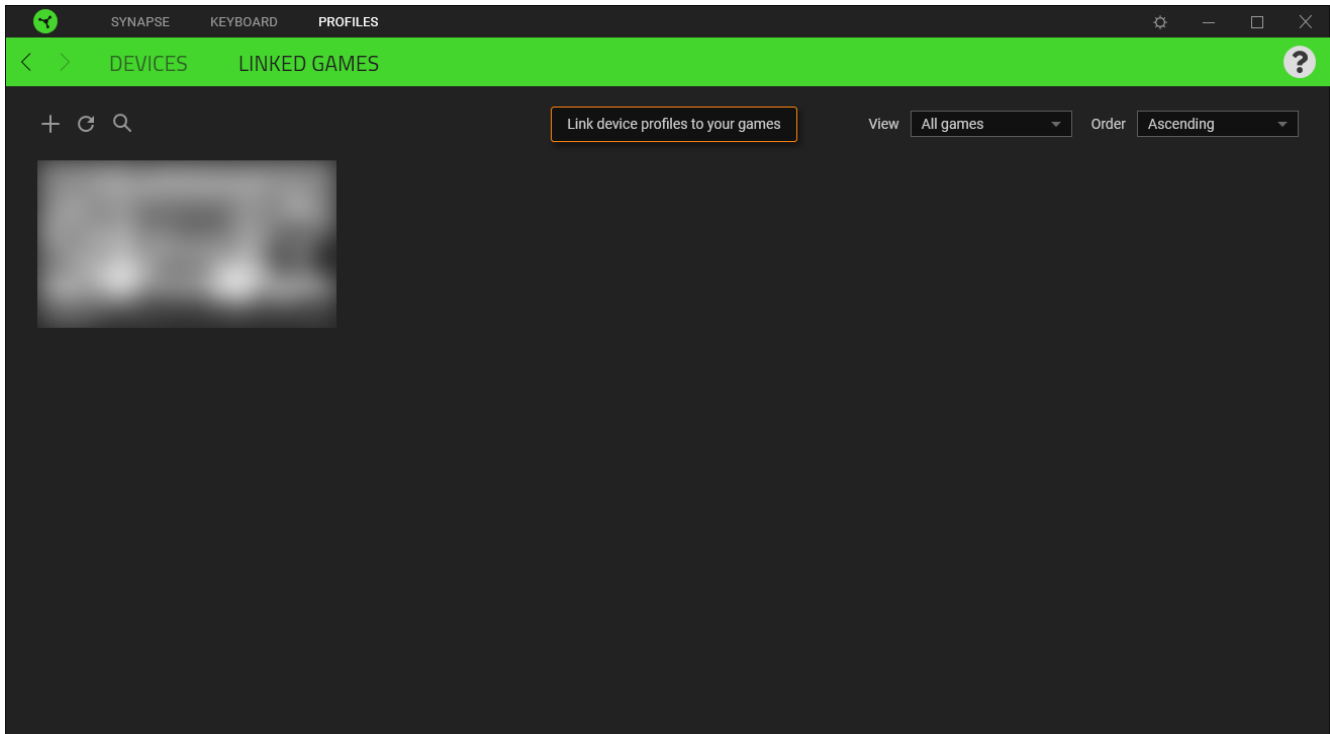 SYNAPSE KEYBOARD PROFILES
DEVICES LINKED GAMES ?
Link device profiles to your games View All games Order Ascending